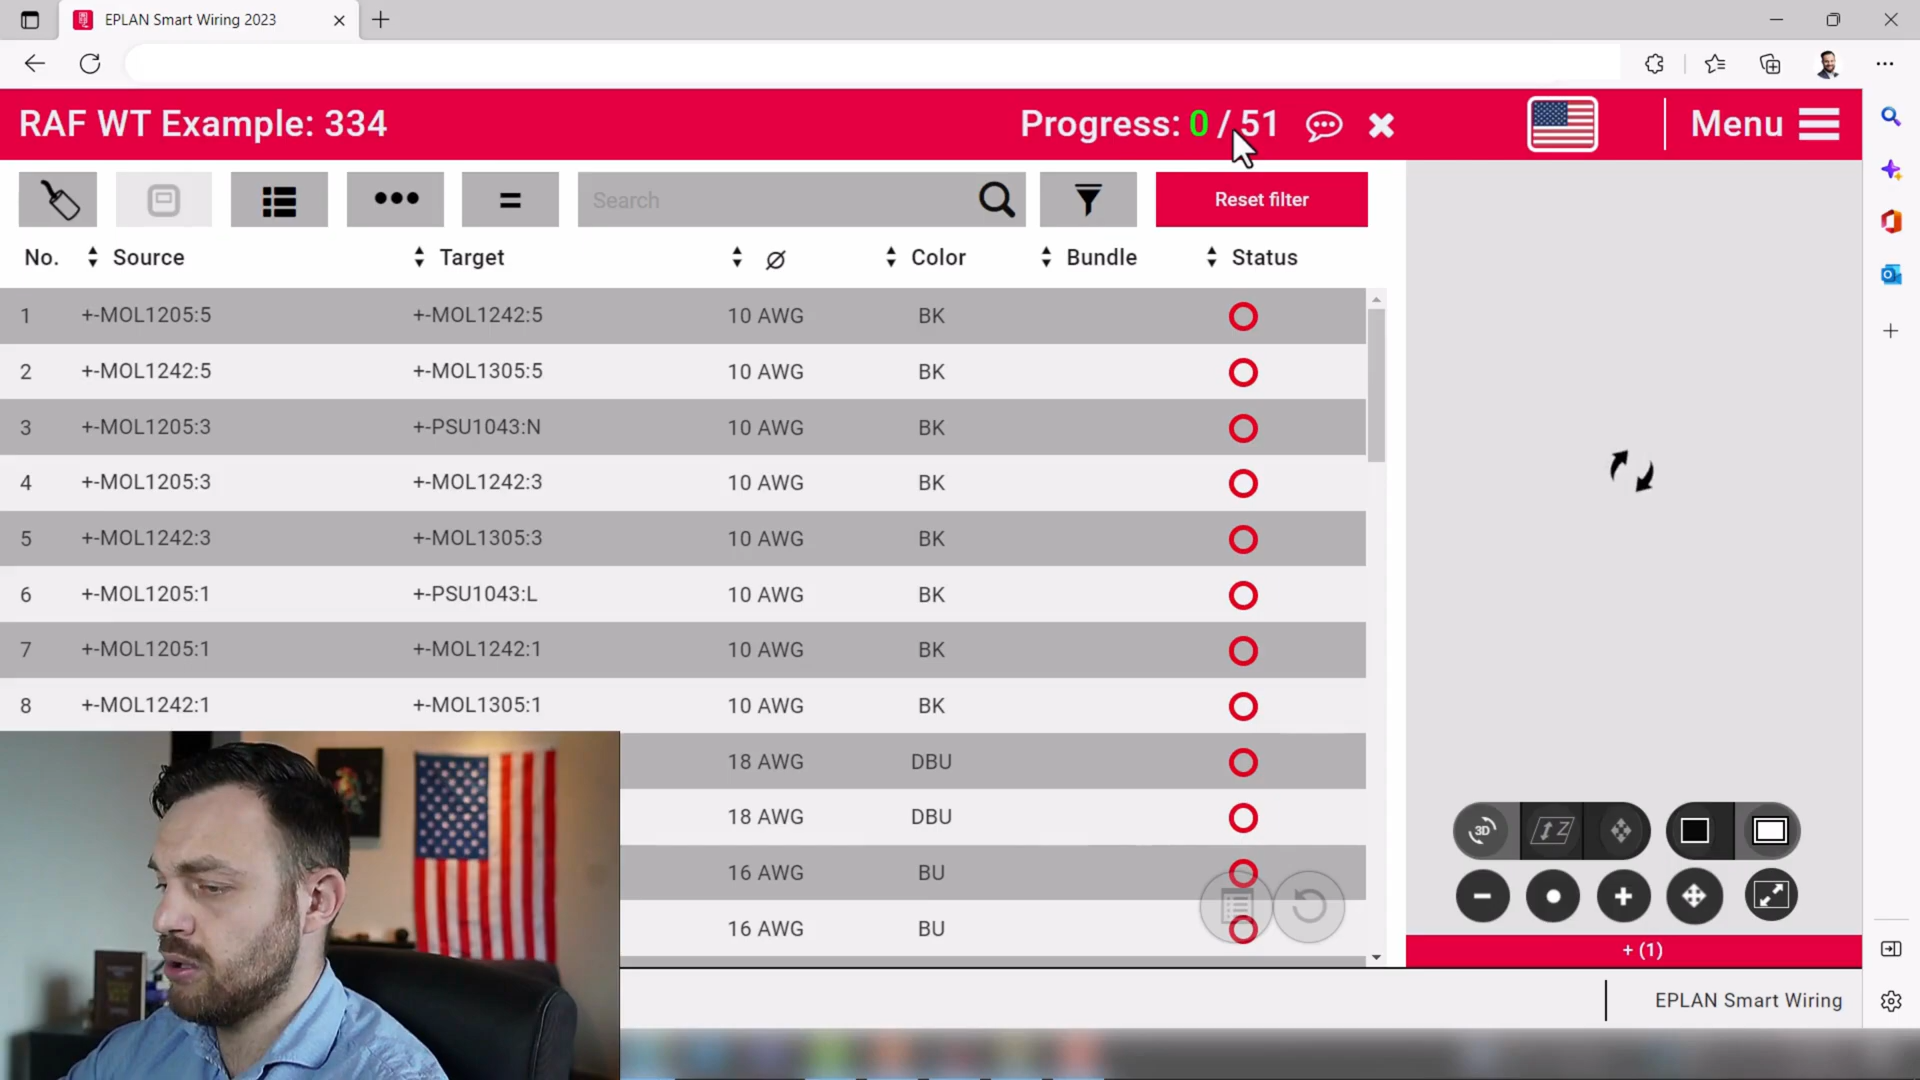 EPLAN Smart Wiring 2023
RAF WT Example: 334
Progress: 0 / 51
Menu
Search
Reset filter
No. Source Target ⌀ Color Bundle Status
1 +-MOL1205:5 +-MOL1242:5 10 AWG BK
2 +-MOL1242:5 +-MOL1305:5 10 AWG BK
3 +-MOL1205:3 +-PSU1043:N 10 AWG BK
4 +-MOL1205:3 +-MOL1242:3 10 AWG BK
5 +-MOL1242:3 +-MOL1305:3 10 AWG BK
6 +-MOL1205:1 +-PSU1043:L 10 AWG BK
7 +-MOL1205:1 +-MOL1242:1 10 AWG BK
8 +-MOL1242:1 +-MOL1305:1 10 AWG BK
18 AWG DBU
18 AWG DBU
16 AWG BU
16 AWG BU
3D
Z
+ (1)
EPLAN Smart Wiring